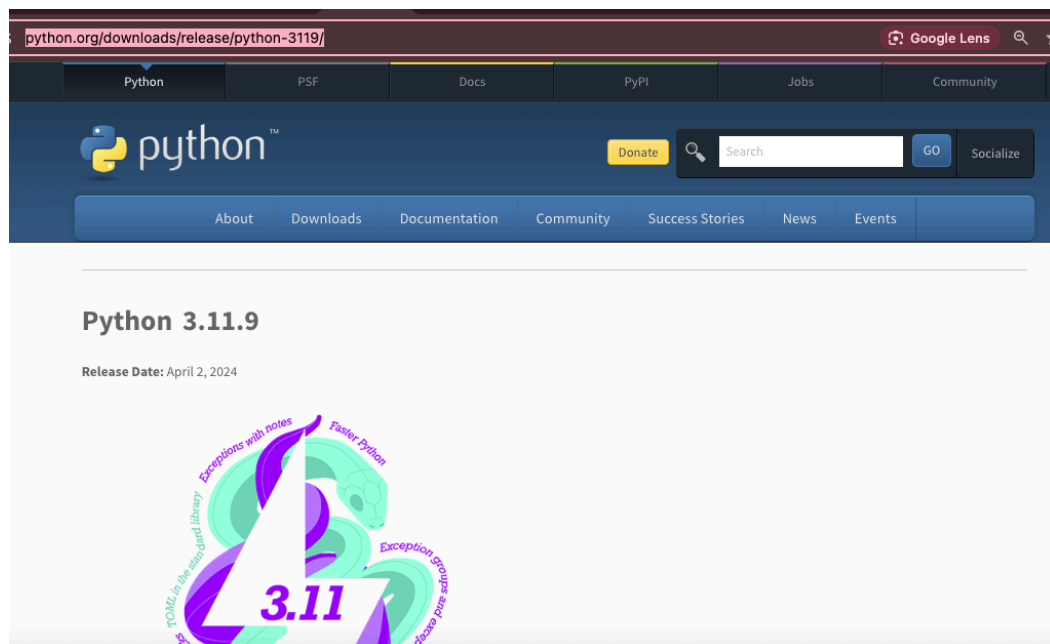 python.org/downloads/release/python-3119/ Google Lens
Python PSF Docs PyPI Jobs Community
python™ Donate Search GO Socialize
About Downloads Documentation Community Success Stories News Events
Python 3.11.9
Release Date: April 2, 2024
Exceptions with notes
Faster Python
TOML in the standard library
Exception groups and
3.11